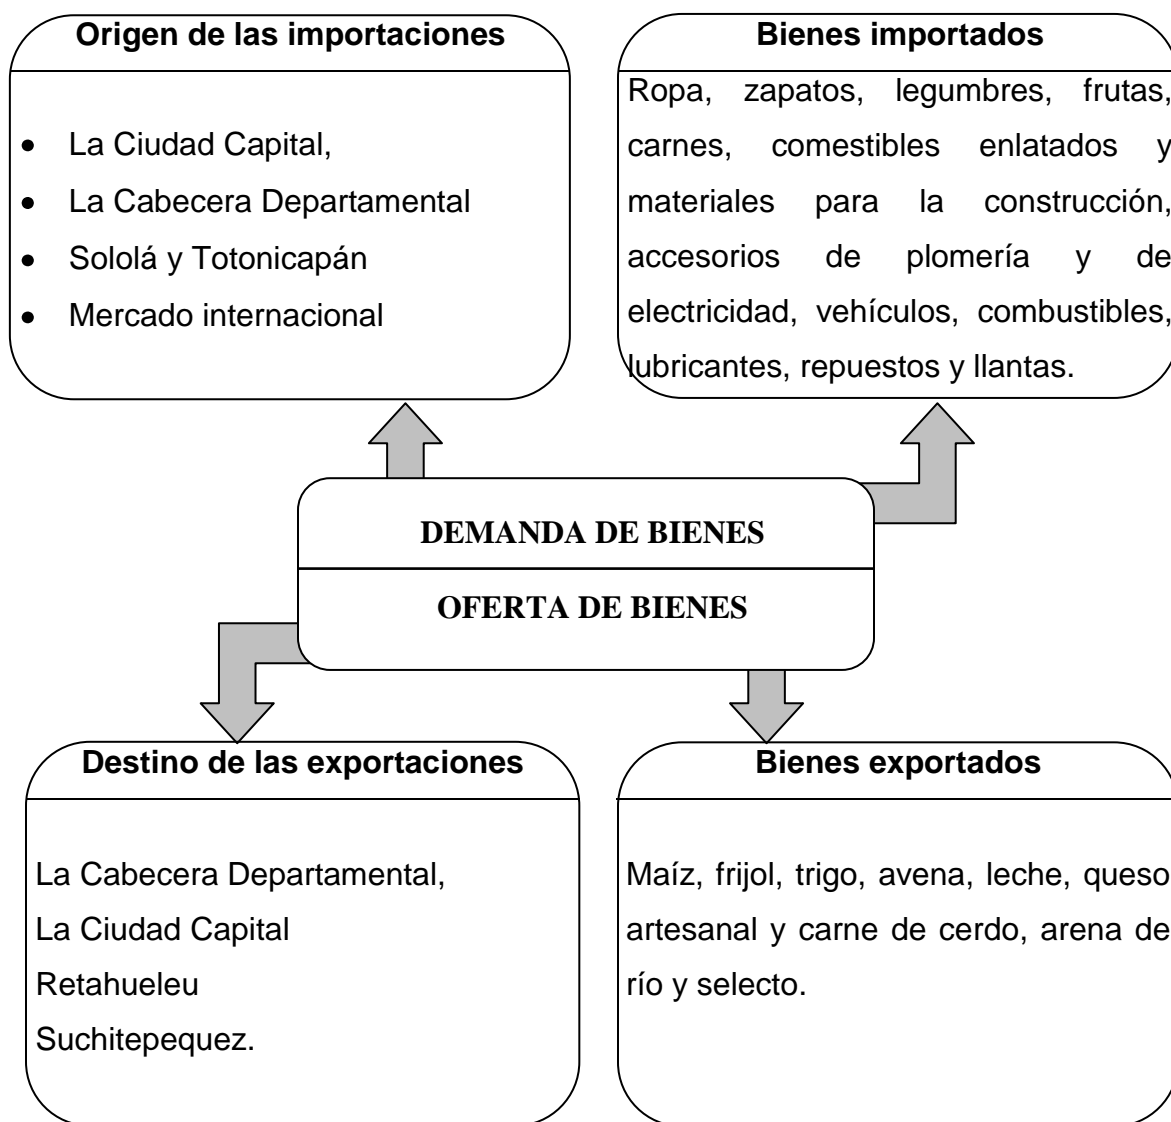 Origen de las importaciones
• La Ciudad Capital,
• La Cabecera Departamental
• Sololá y Totonicapán
• Mercado internacional
Bienes importados
Ropa, zapatos, legumbres, frutas,
carnes, comestibles enlatados y
materiales para la construcción,
accesorios de plomería y de
electricidad, vehículos, combustibles,
lubricantes, repuestos y llantas.
DEMANDA DE BIENES
OFERTA DE BIENES
Destino de las exportaciones
La Cabecera Departamental,
La Ciudad Capital
Retahueleu
Suchitepequez.
Bienes exportados
Maíz, frijol, trigo, avena, leche, queso
artesanal y carne de cerdo, arena de
río y selecto.